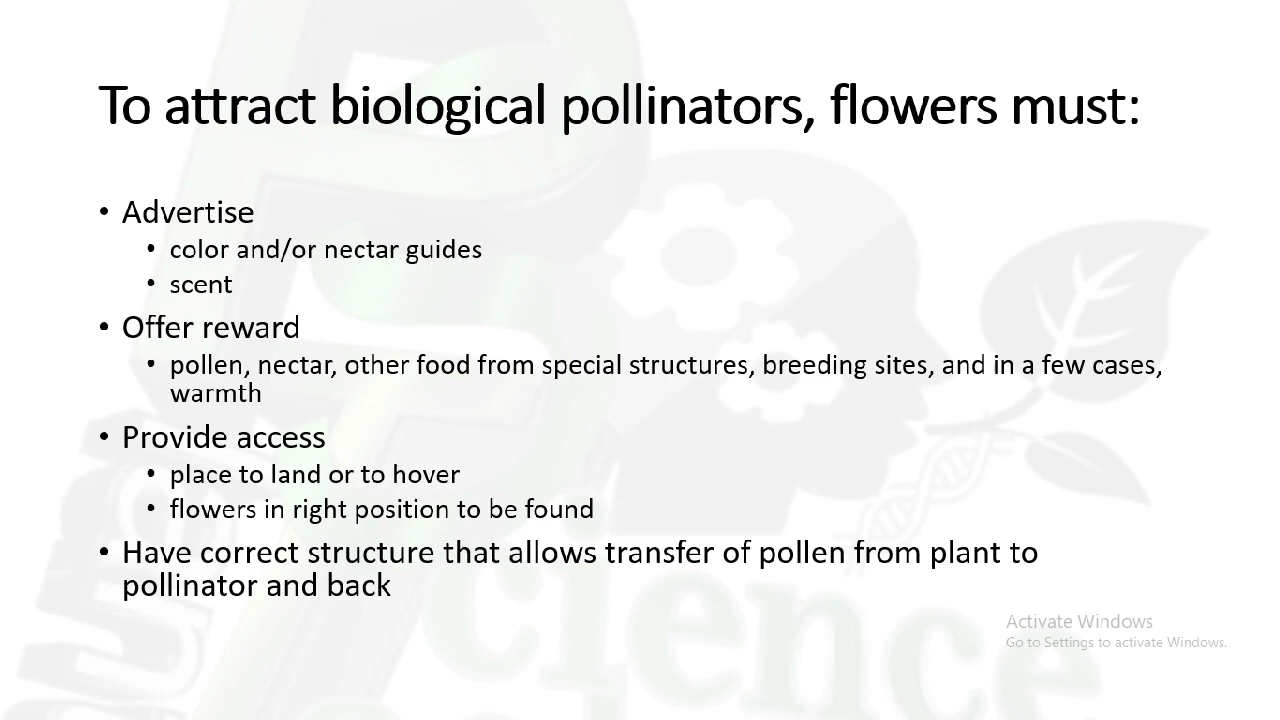 To attract biological pollinators, flowers must:
• Advertise
• color and/or nectar guides
• scent
• Offer reward
• pollen, nectar, other food from special structures, breeding sites, and in a few cases,
warmth
• Provide access
• place to land or to hover
• flowers in right position to be found
• Have correct structure that allows transfer of pollen from plant to
pollinator and back
Activate Windows
Go to Settings to activate Windows.
cience